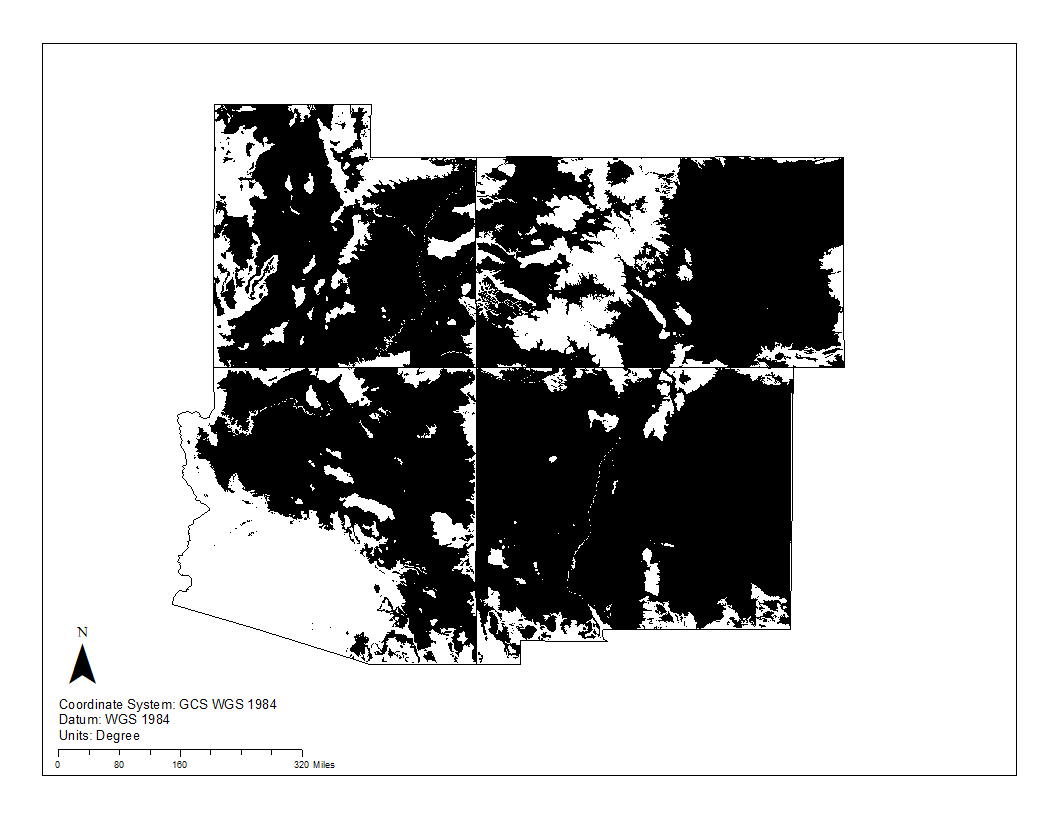 N
Coordinate System: GCS WGS 1984
Datum: WGS 1984
Units: Degree
0 80 160 320 Miles